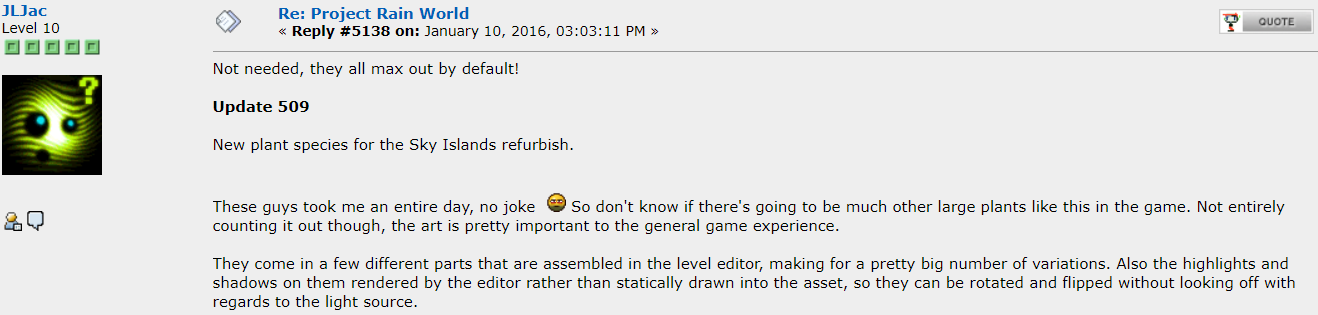 JLJac
Level 10
Re: Project Rain World
« Reply #5138 on: January 10, 2016, 03:03:11 PM »
QUOTE
Not needed, they all max out by default!
Update 509
New plant species for the Sky Islands refurbish.
These guys took me an entire day, no joke So don't know if there's going to be much other large plants like this in the game. Not entirely
counting it out though, the art is pretty important to the general game experience.
They come in a few different parts that are assembled in the level editor, making for a pretty big number of variations. Also the highlights and
shadows on them rendered by the editor rather than statically drawn into the asset, so they can be rotated and flipped without looking off with
regards to the light source.